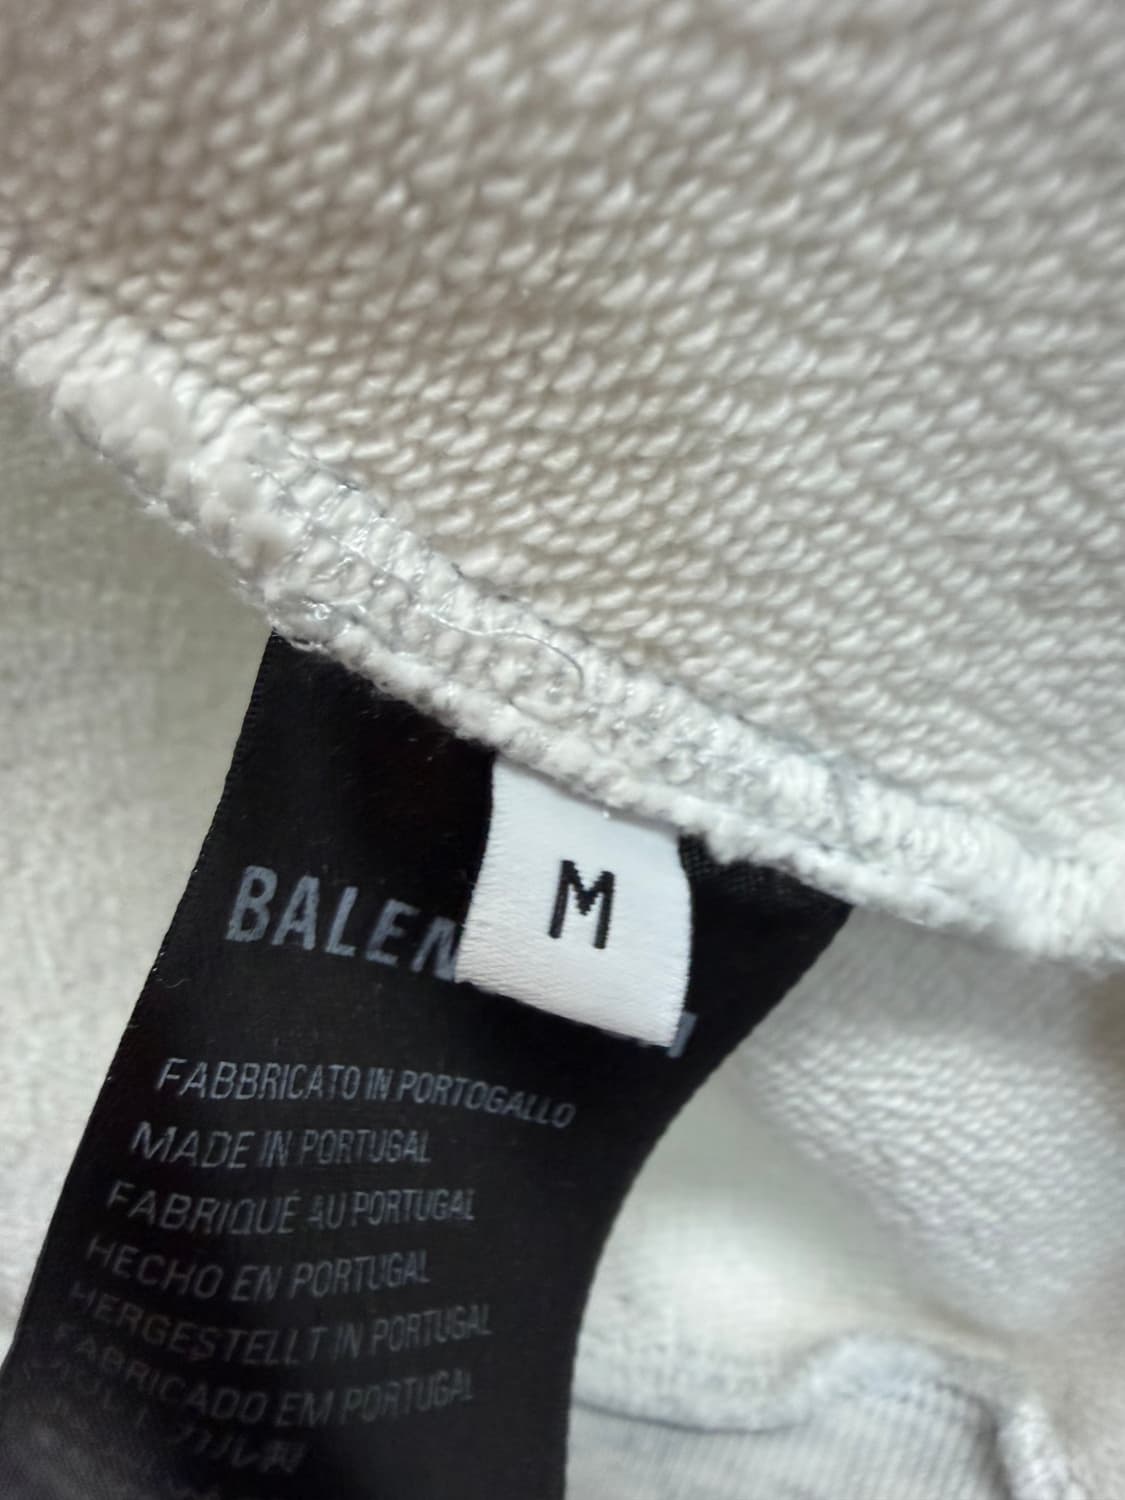 M
BALEN
FABBRICATO IN PORTOGALLO
MADE IN PORTUGAL
FABRIQUÉ AU PORTUGAL
HECHO EN PORTUGAL
HERGESTELLT IN PORTUGAL
FABRICADO EM PORTUGAL